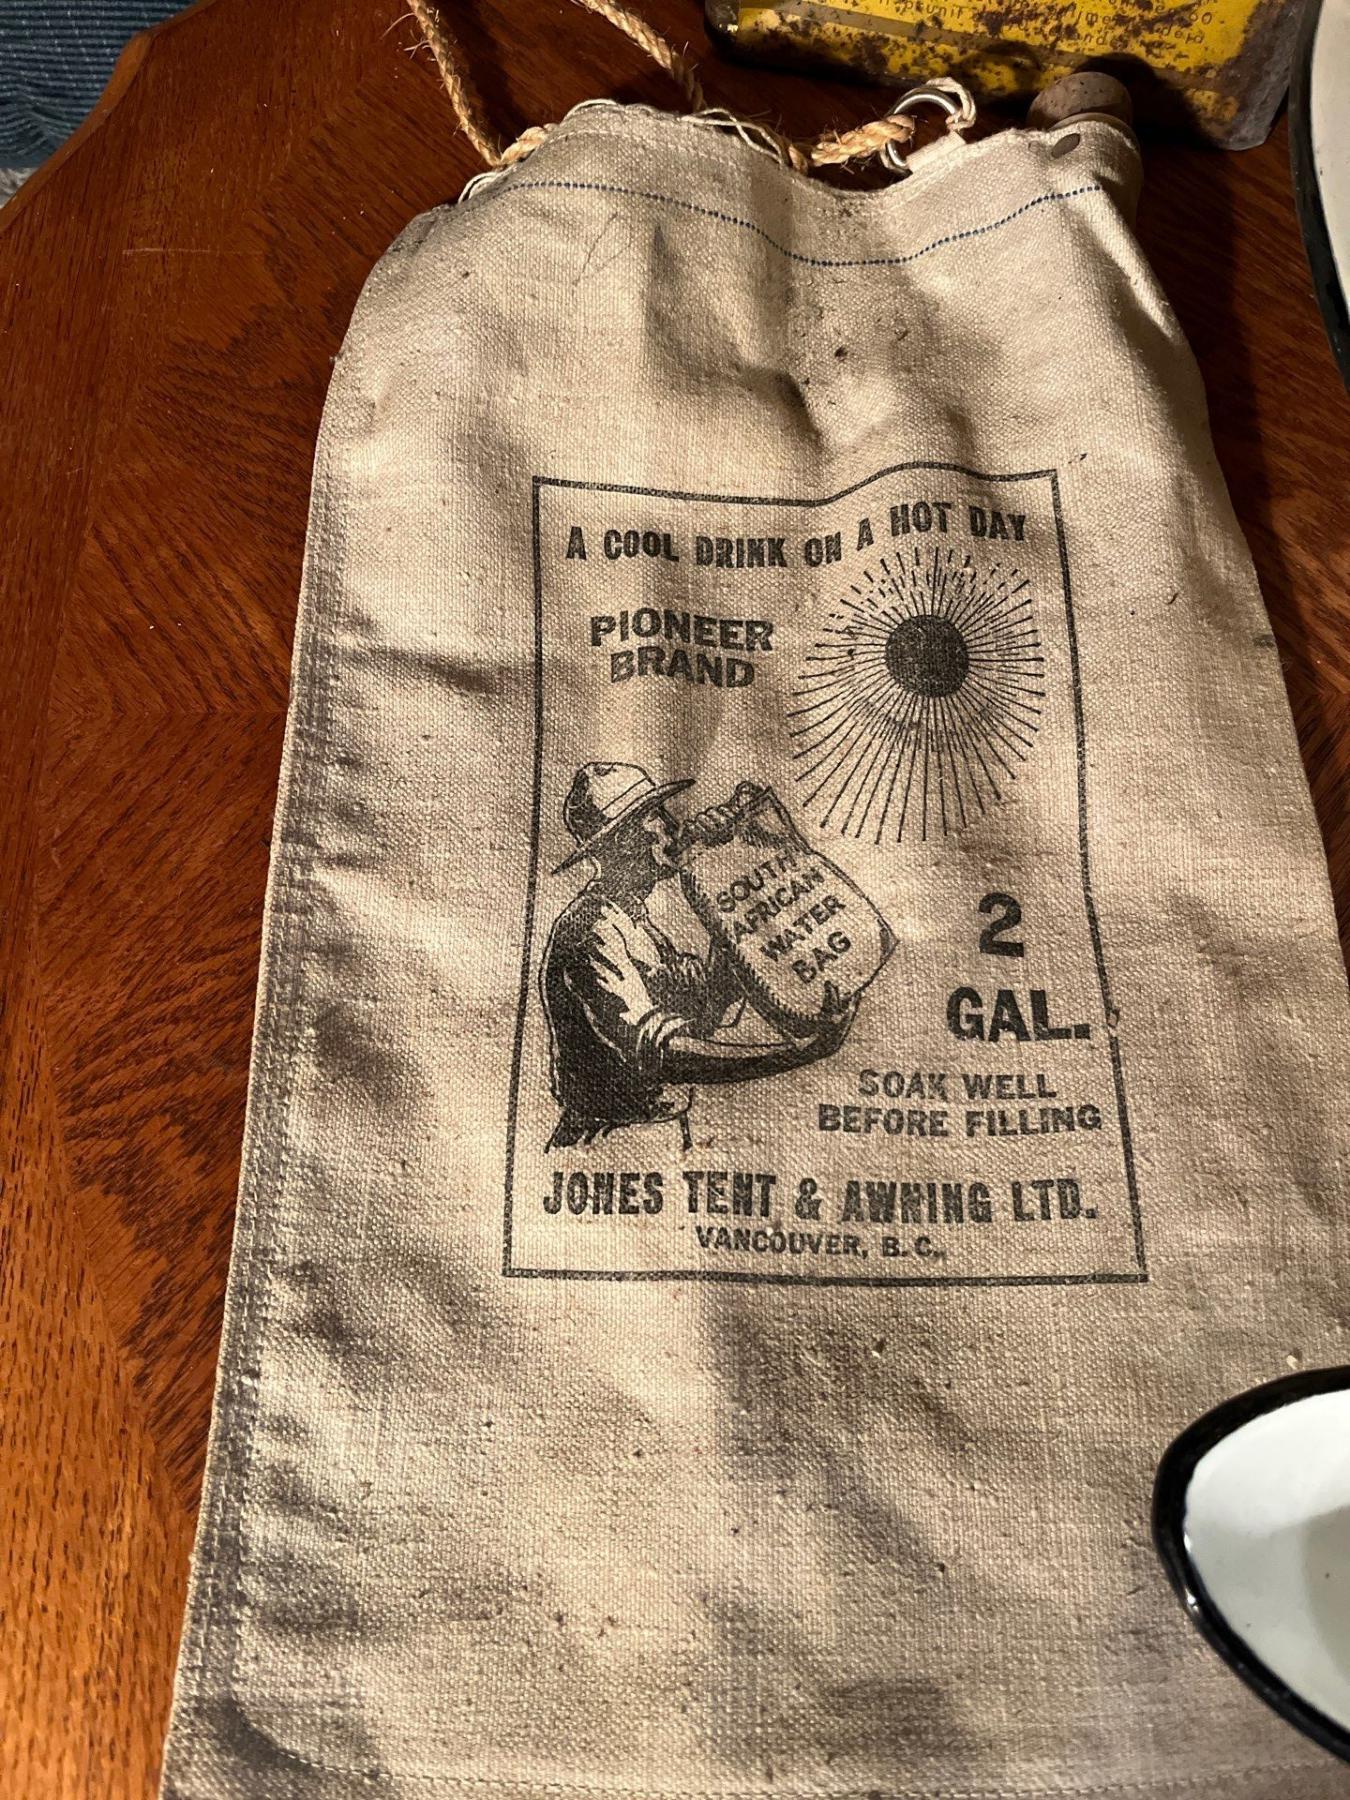 A COOL DRINK ON A HOT DAY
PIONEER
BRAND
SOUTH
AFRICAN
WATER
BAG
2
GAL.
SOAK WELL
BEFORE FILLING
JONES TENT & AWNING LTD.
VANCOUVER, B. C.